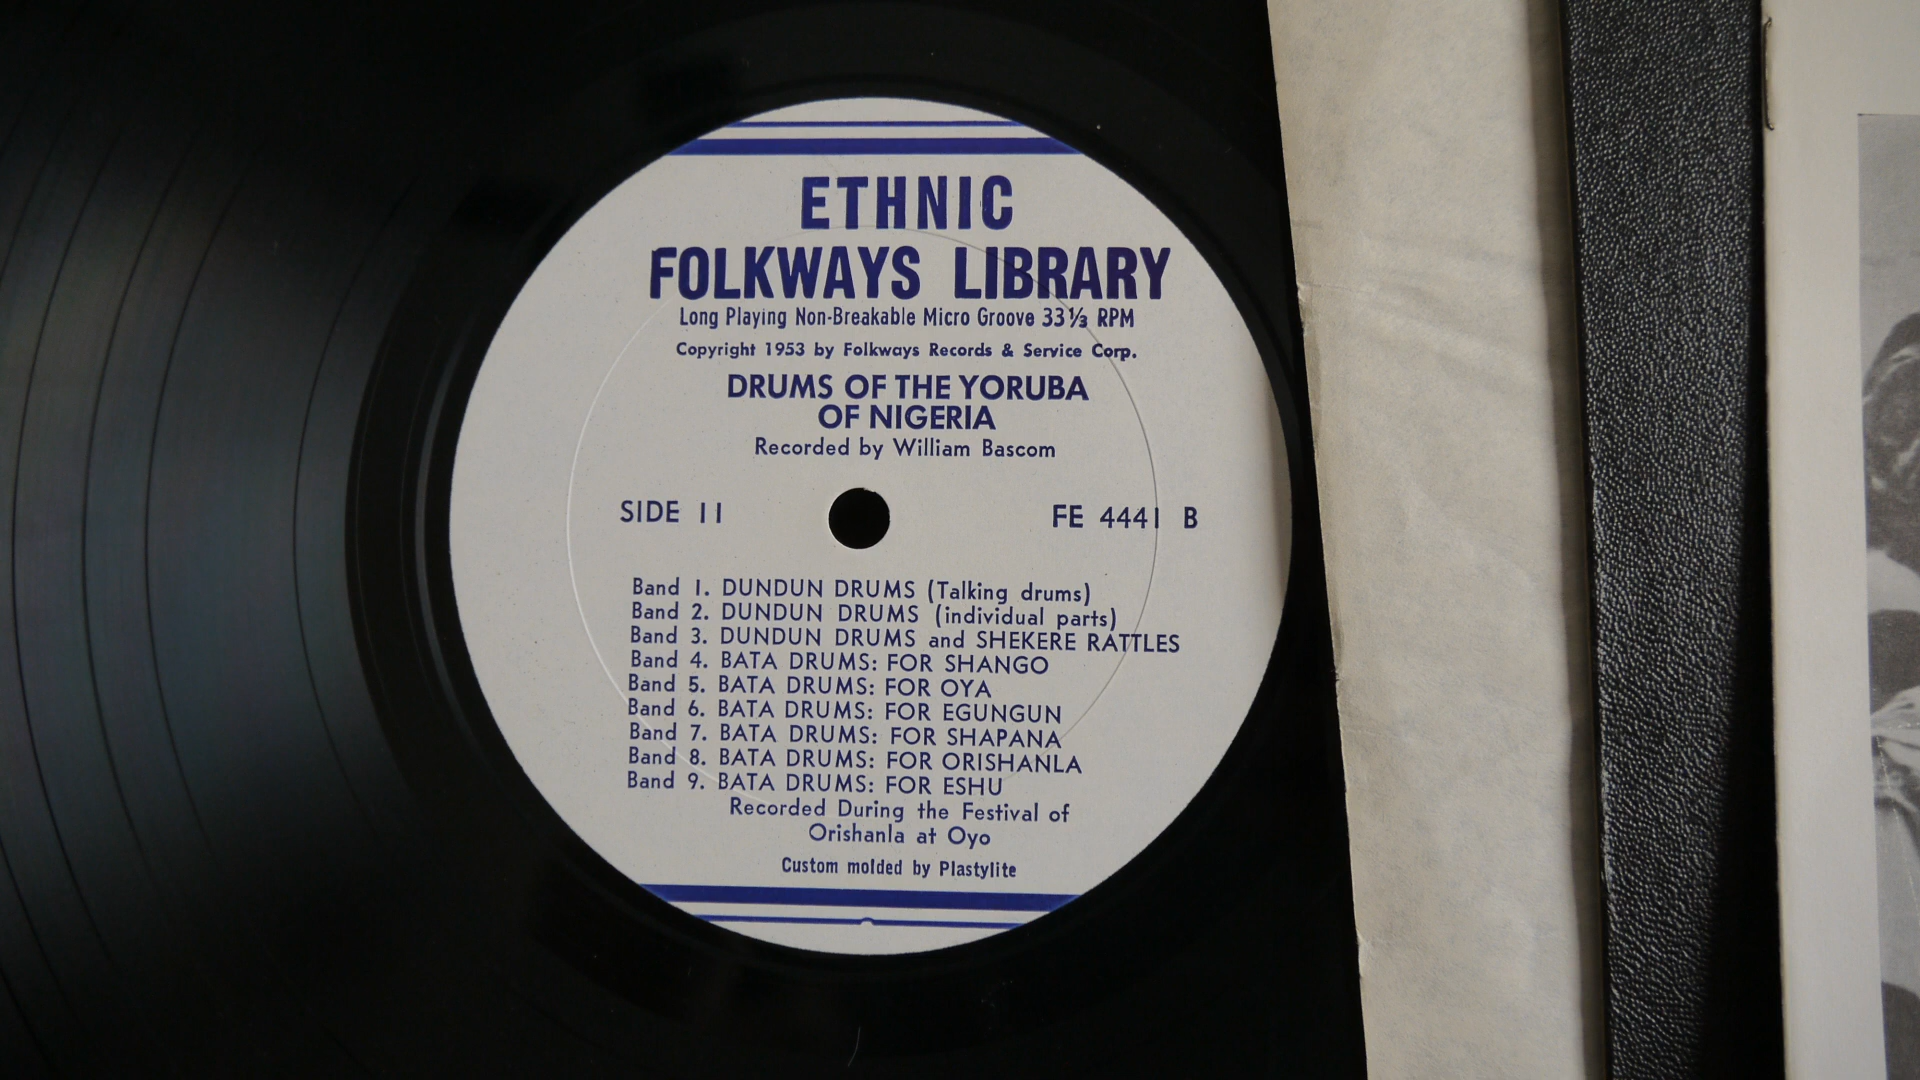 ETHNIC
FOLKWAYS LIBRARY
Long Playing Non-Breakable Micro Groove 33⅓ RPM
Copyright 1953 by Folkways Records & Service Corp.
DRUMS OF THE YORUBA
OF NIGERIA
Recorded by William Bascom
SIDE II FE 4441 B
Band 1. DUNDUN DRUMS (Talking drums)
Band 2. DUNDUN DRUMS (individual parts)
Band 3. DUNDUN DRUMS and SHEKERE RATTLES
Band 4. BATA DRUMS: FOR SHANGO
Band 5. BATA DRUMS: FOR OYA
Band 6. BATA DRUMS: FOR EGUNGUN
Band 7. BATA DRUMS: FOR SHAPANA
Band 8. BATA DRUMS: FOR ORISHANLA
Band 9. BATA DRUMS: FOR ESHU
Recorded During the Festival of
Orishanla at Oyo
Custom molded by Plastylite